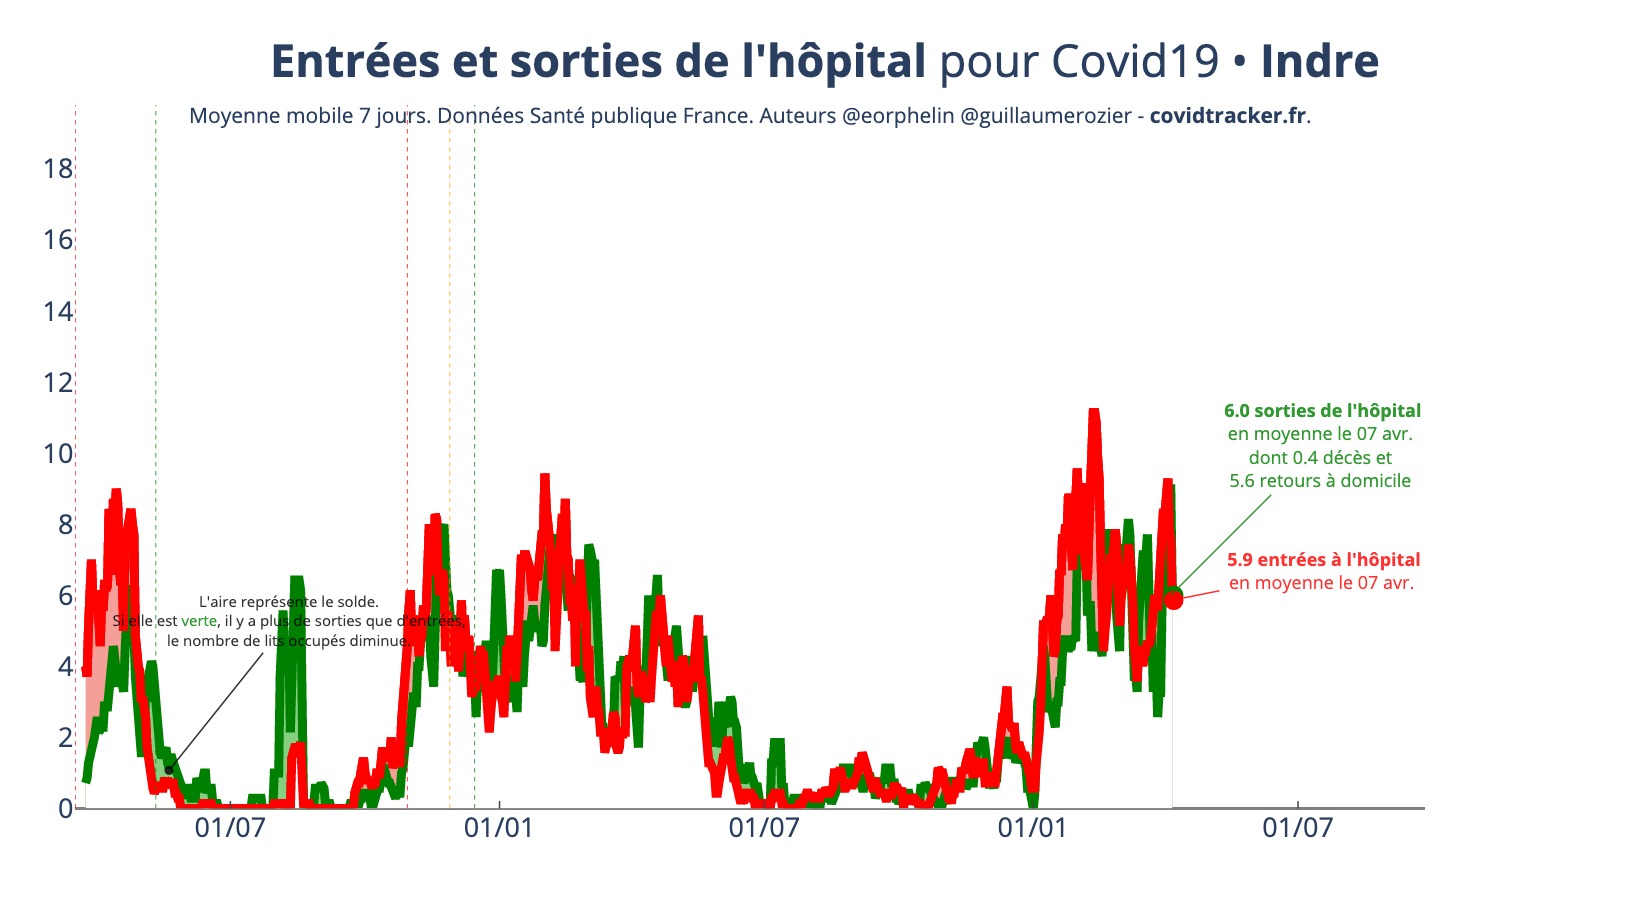 Entrées et sorties de l'hôpital pour Covid19 • Indre
Moyenne mobile 7 jours. Données Santé publique France. Auteurs @eorphelin @guillaumerozier - covidtracker.fr.
18
16
14
12
10
8
6
4
2
0
L'aire représente le solde.
Si elle est verte, il y a plus de sorties que d'entrées,
le nombre de lits occupés diminue.
6.0 sorties de l'hôpital
en moyenne le 07 avr.
dont 0.4 décès et
5.6 retours à domicile
5.9 entrées à l'hôpital
en moyenne le 07 avr.
01/07
01/01
01/07
01/01
01/07